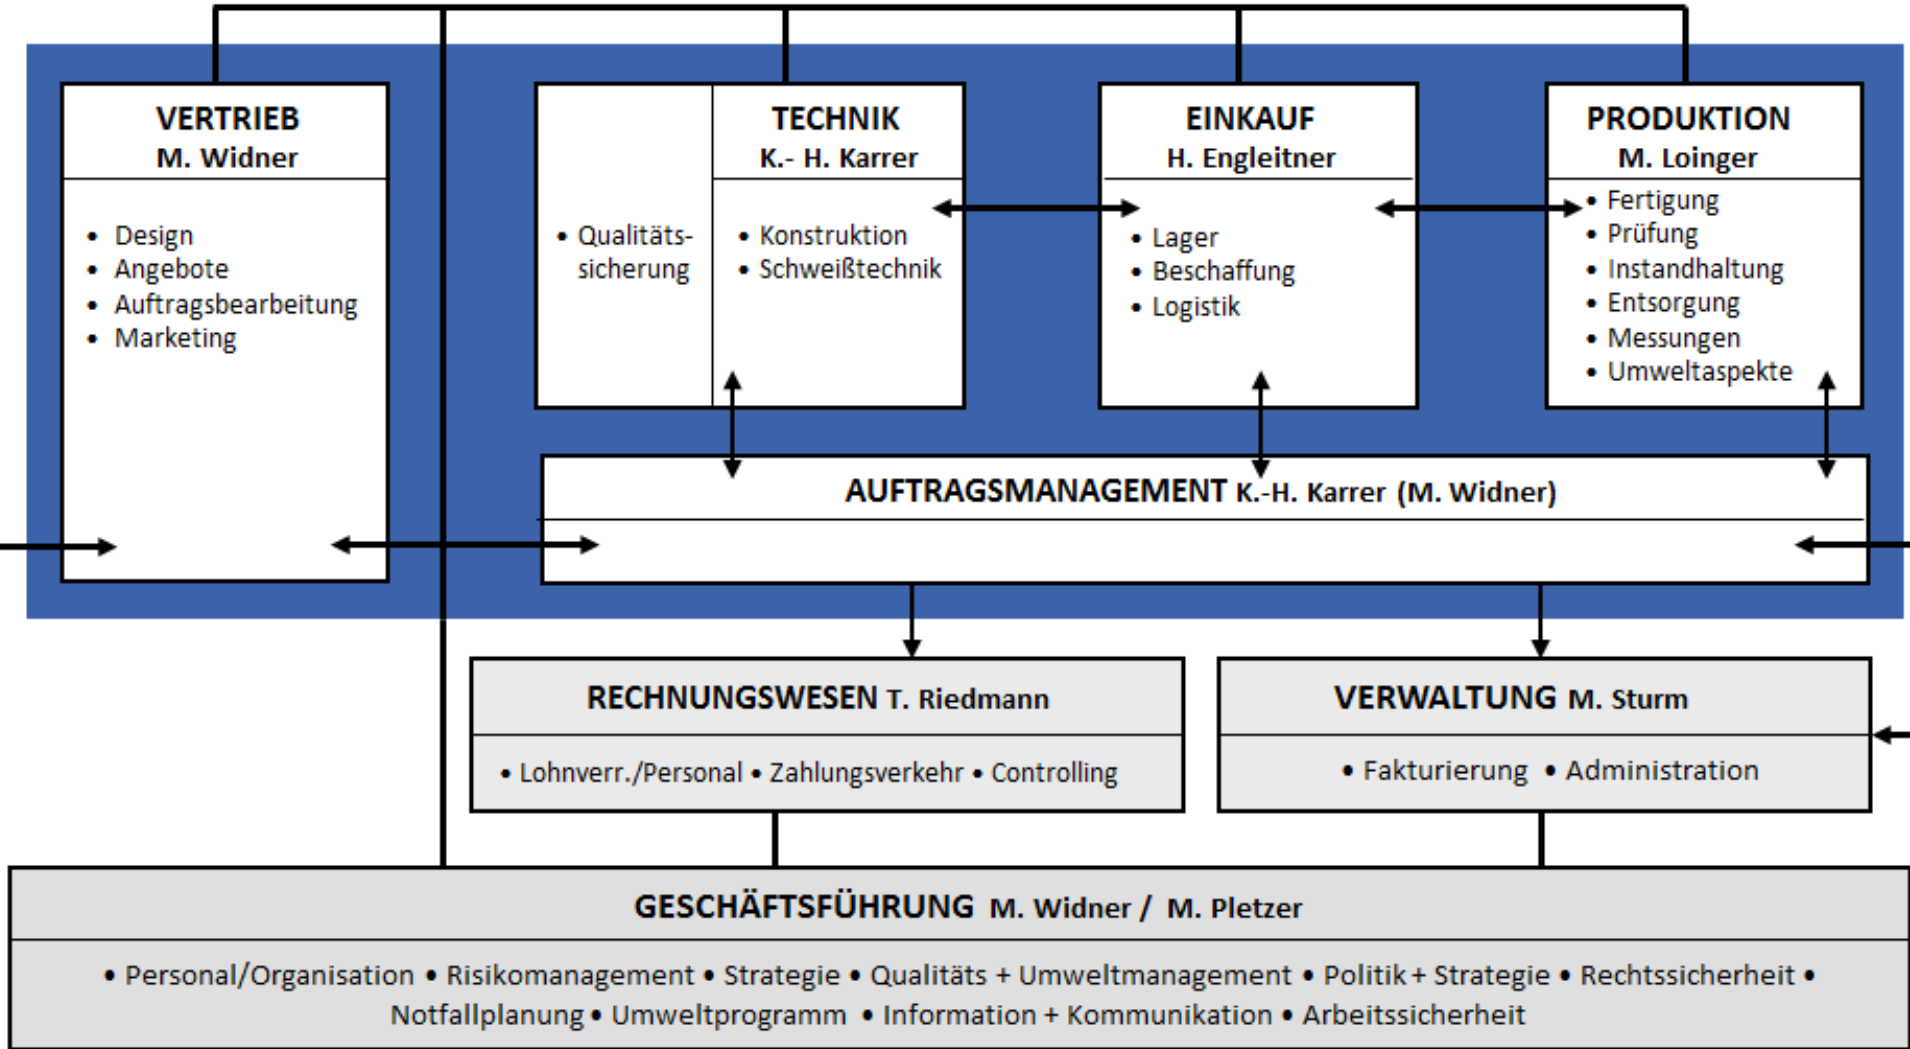 VERTRIEB
M. Widner
• Design
• Angebote
• Auftragsbearbeitung
• Marketing
• Qualitäts-
sicherung
TECHNIK
K.- H. Karrer
• Konstruktion
• Schweißtechnik
EINKAUF
H. Engleitner
• Lager
• Beschaffung
• Logistik
PRODUKTION
M. Loinger
• Fertigung
• Prüfung
• Instandhaltung
• Entsorgung
• Messungen
• Umweltaspekte
AUFTRAGSMANAGEMENT K.-H. Karrer (M. Widner)
RECHNUNGSWESEN T. Riedmann
• Lohnverr./Personal • Zahlungsverkehr • Controlling
VERWALTUNG M. Sturm
• Fakturierung • Administration
GESCHÄFTSFÜHRUNG M. Widner / M. Pletzer
• Personal/Organisation • Risikomanagement • Strategie • Qualitäts + Umweltmanagement • Politik + Strategie • Rechtssicherheit •
Notfallplanung • Umweltprogramm • Information + Kommunikation • Arbeitssicherheit